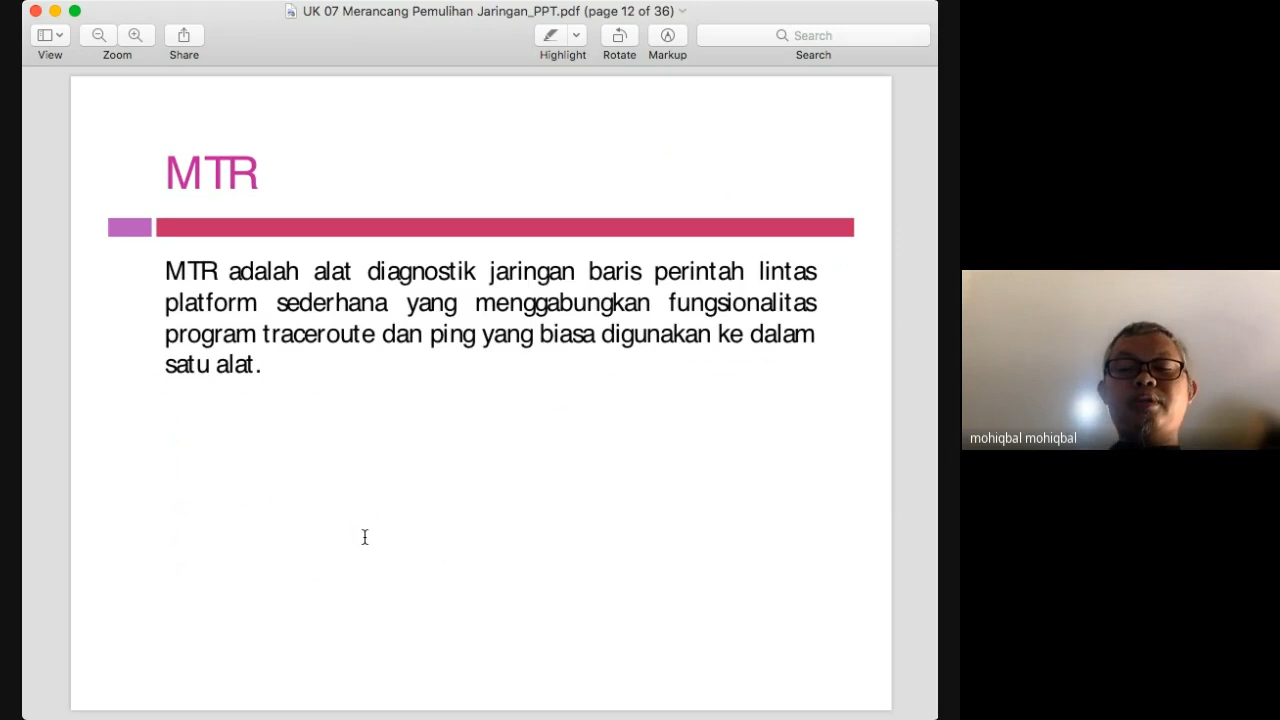 UK 07 Merancang Pemulihan Jaringan_PPT.pdf (page 12 of 36)
View
Zoom
Share
Highlight
Rotate
Markup
Search
Search
MTR
MTR adalah alat diagnostik jaringan baris perintah lintas
platform sederhana yang menggabungkan fungsionalitas
program traceroute dan ping yang biasa digunakan ke dalam
satu alat.
mohiqbal mohiqbal